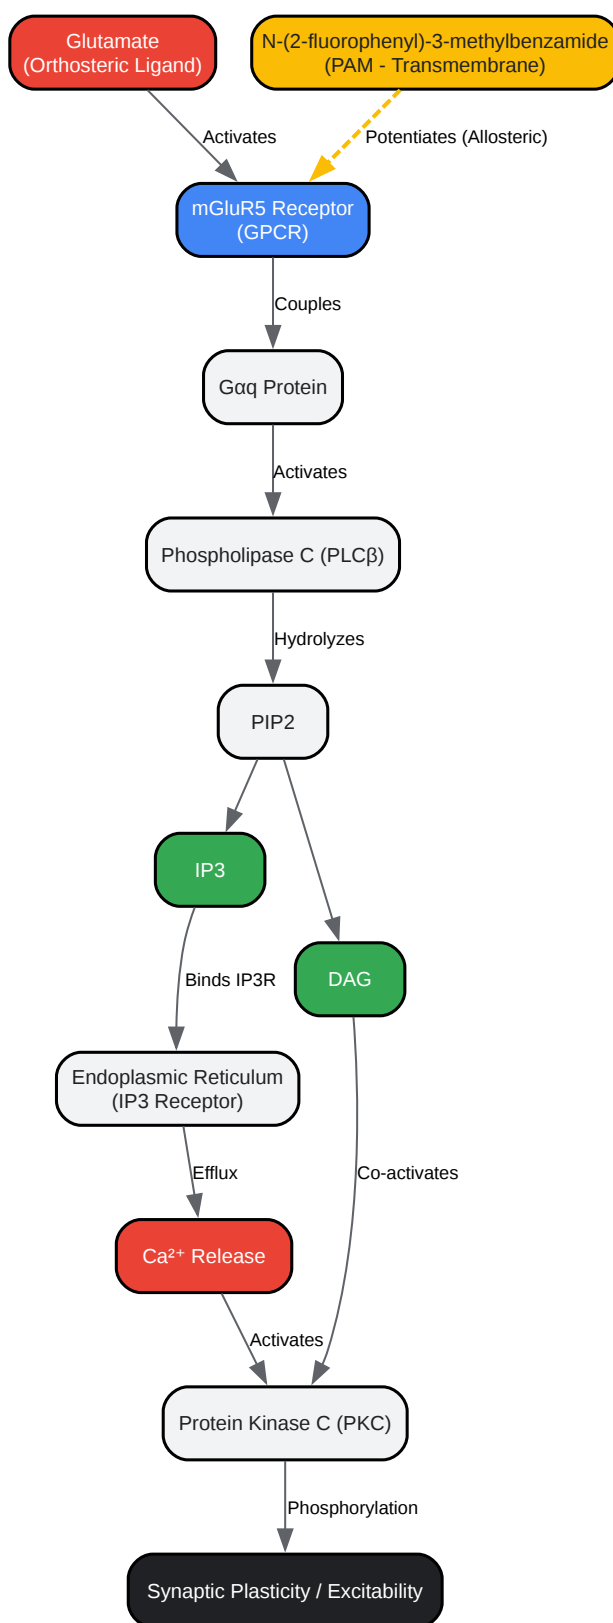 Glutamate
(Orthosteric Ligand)
N-(2-fluorophenyl)-3-methylbenzamide
(PAM - Transmembrane)
Activates
Potentiates (Allosteric)
mGluR5 Receptor
(GPCR)
Couples
Gαq Protein
Activates
Phospholipase C (PLCβ)
Hydrolyzes
PIP2
IP3
DAG
Binds IP3R
Endoplasmic Reticulum
(IP3 Receptor)
Efflux
Co-activates
Ca²⁺ Release
Activates
Protein Kinase C (PKC)
Phosphorylation
Synaptic Plasticity / Excitability